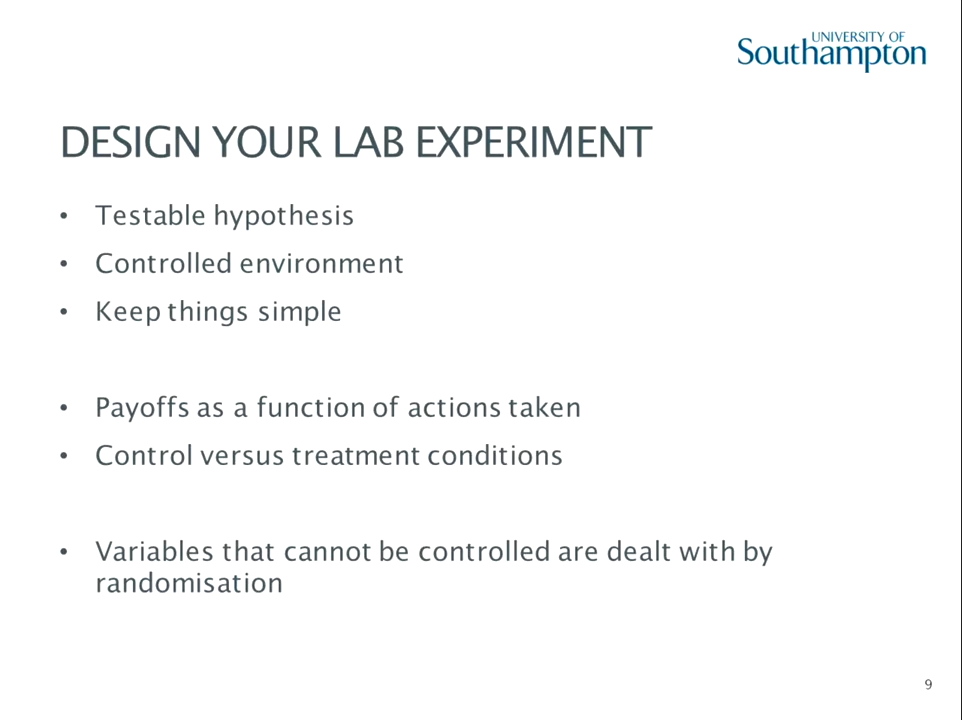 UNIVERSITY OF
Southampton
DESIGN YOUR LAB EXPERIMENT
• Testable hypothesis
• Controlled environment
• Keep things simple
• Payoffs as a function of actions taken
• Control versus treatment conditions
• Variables that cannot be controlled are dealt with by
randomisation
9